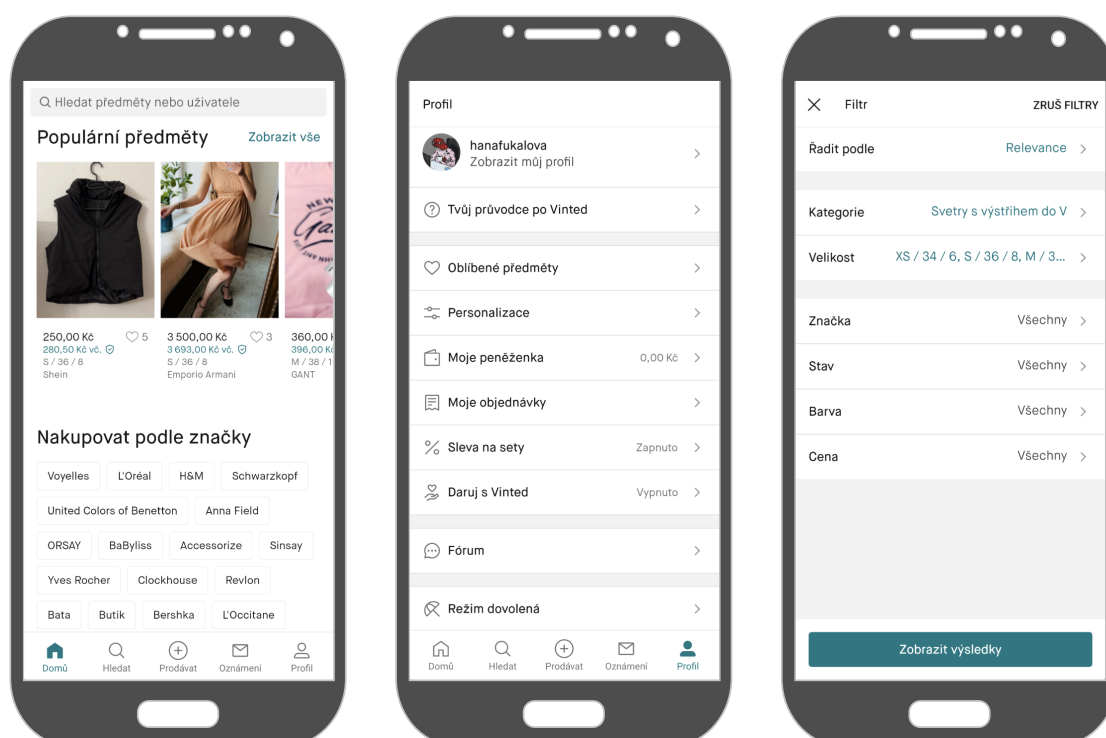 Hledat předměty nebo uživatele
Populární předměty
Zobrazit vše
250,00 Kč
5
280,50 Kč vč.
S / 36 / 8
Shein
3 500,00 Kč
3
3 693,00 Kč vč.
S / 36 / 8
Emporio Armani
360,00
396,00 Kč
M / 38 / 1
GANT
Nakupovat podle značky
Voyelles
L'Oréal
H&M
Schwarzkopf
United Colors of Benetton
Anna Field
ORSAY
BaByliss
Accessorize
Sinsay
Yves Rocher
Clockhouse
Revlon
Bata
Butik
Bershka
L'Occitane
Domů
Hledat
Prodávat
Oznámení
Profil
Profil
hanafukalova
Zobrazit můj profil
Tvůj průvodce po Vinted
Oblíbené předměty
Personalizace
Moje peněženka
0,00 Kč
Moje objednávky
Sleva na sety
Zapnuto
Daruj s Vinted
Vypnuto
Fórum
Režim dovolená
Domů
Hledat
Prodávat
Oznámení
Profil
Filtr
ZRUŠ FILTRY
Řadit podle
Relevance
Kategorie
Svetry s výstřihem do V
Velikost
XS / 34 / 6, S / 36 / 8, M / 3...
Značka
Všechny
Stav
Všechny
Barva
Všechny
Cena
Všechny
Zobrazit výsledky